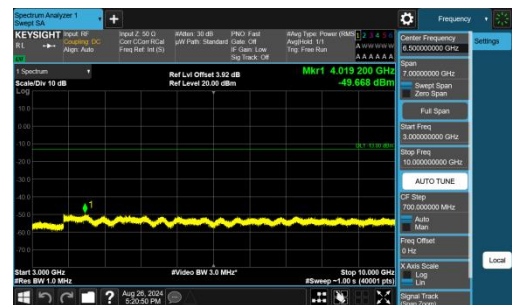 Spectrum Analyzer 1
Swept SA
+
Frequency
KEYSIGHT
RL
Input: RF
Coupling: DC
Align: Auto
Input Z: 50 Ω
Corr CCorr RCal
Freq Ref: Int (S)
#Atten: 30 dB
µW Path: Standard
PNO: Fast
Gate: Off
IF Gain: Low
Sig Track: Off
#Avg Type: Power (RMS
Avg|Hold: 1/1
Trig: Free Run
1 2 3 4 5 6
A W W W W W
A A A A A A
1 Spectrum
Scale/Div 10 dB
Log
Ref Lvl Offset 3.92 dB
Ref Level 20.00 dBm
Mkr1 4.019 200 GHz
-49.668 dBm
10.0
0.00
-10.0
-20.0
-30.0
-40.0
-50.0
-60.0
-70.0
DL1 -13.00 dBm
1
Start 3.000 GHz
#Res BW 1.0 MHz
#Video BW 3.0 MHz*
Stop 10.000 GHz
#Sweep ~1.00 s (40001 pts)
Center Frequency
6.500000000 GHz
Span
7.00000000 GHz
Swept Span
Zero Span
Full Span
Start Freq
3.000000000 GHz
Stop Freq
10.000000000 GHz
AUTO TUNE
CF Step
700.000000 MHz
Auto
Man
Freq Offset
0 Hz
X Axis Scale
Log
Lin
Signal Track
(Span Zoom)
Settings
Local
?
Aug 26, 2024
5:20:50 PM